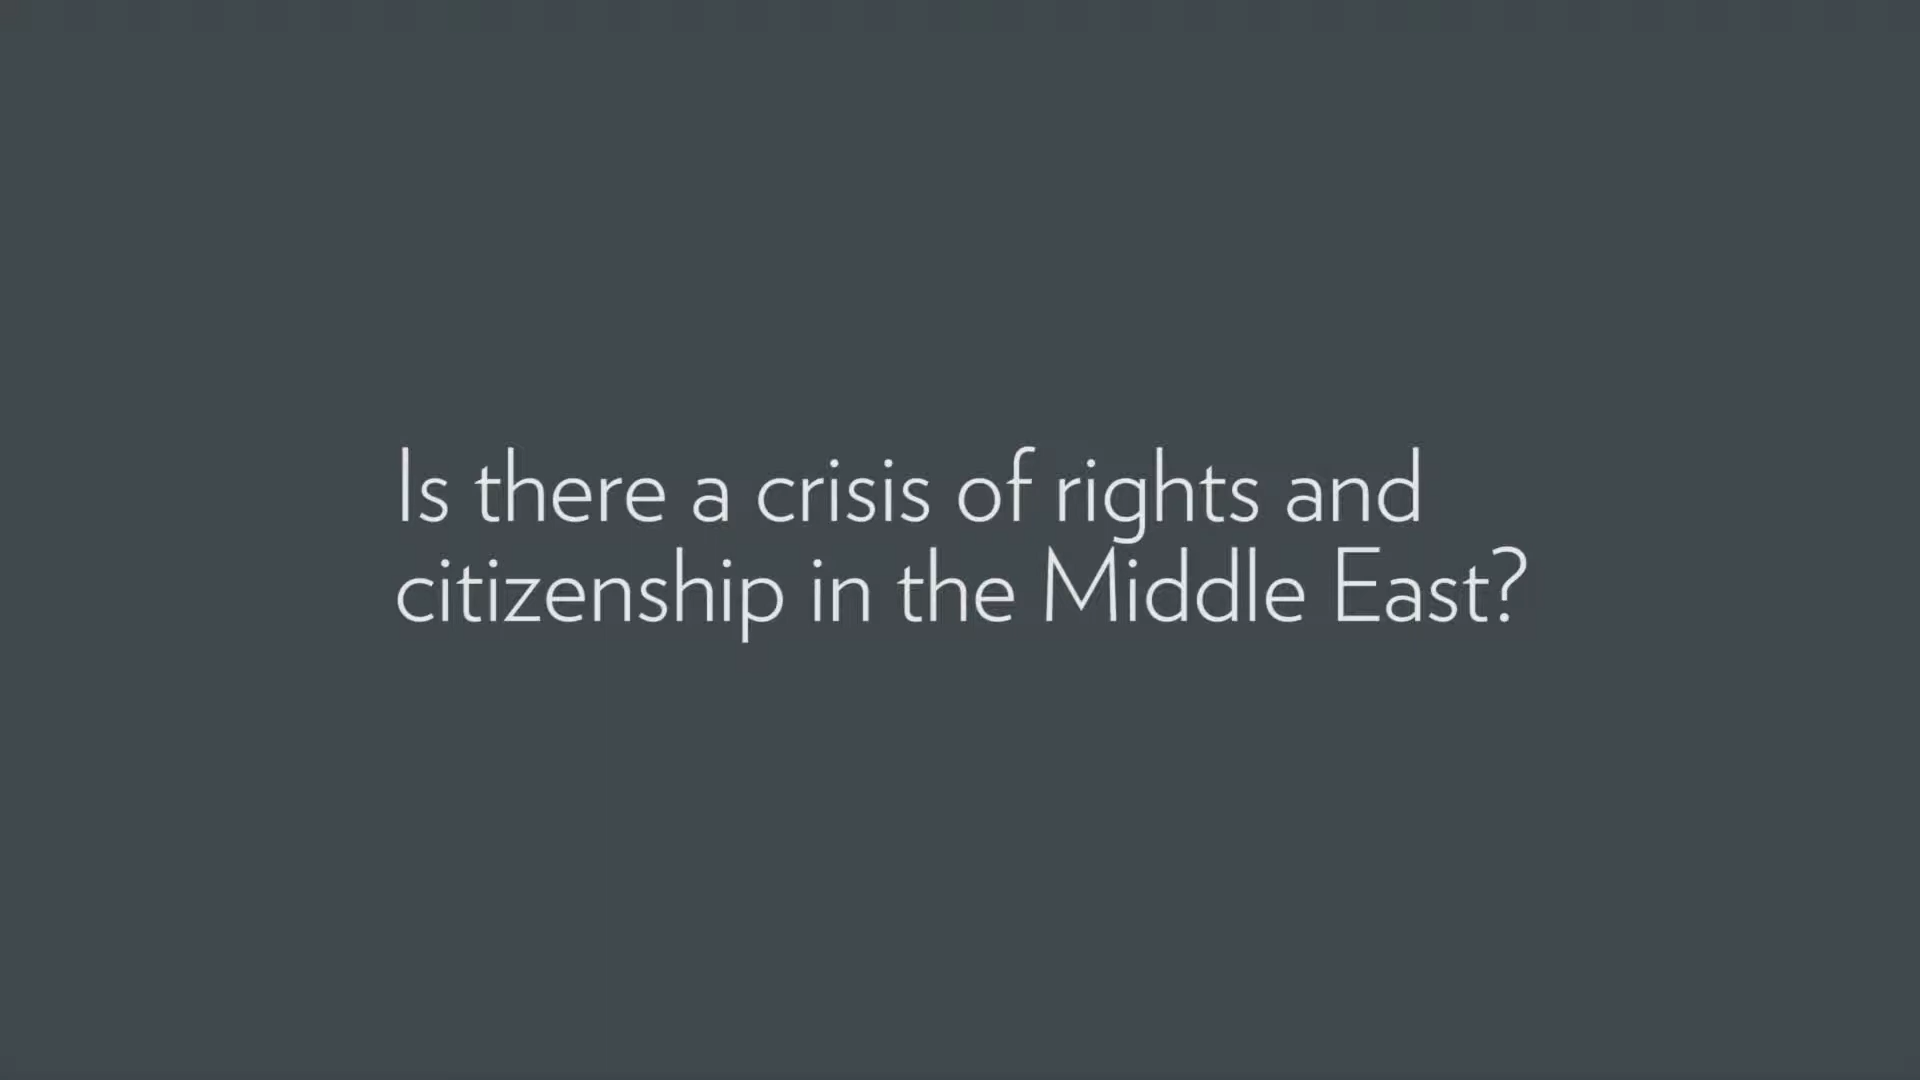 Is there a crisis of rights and
citizenship in the Middle East?